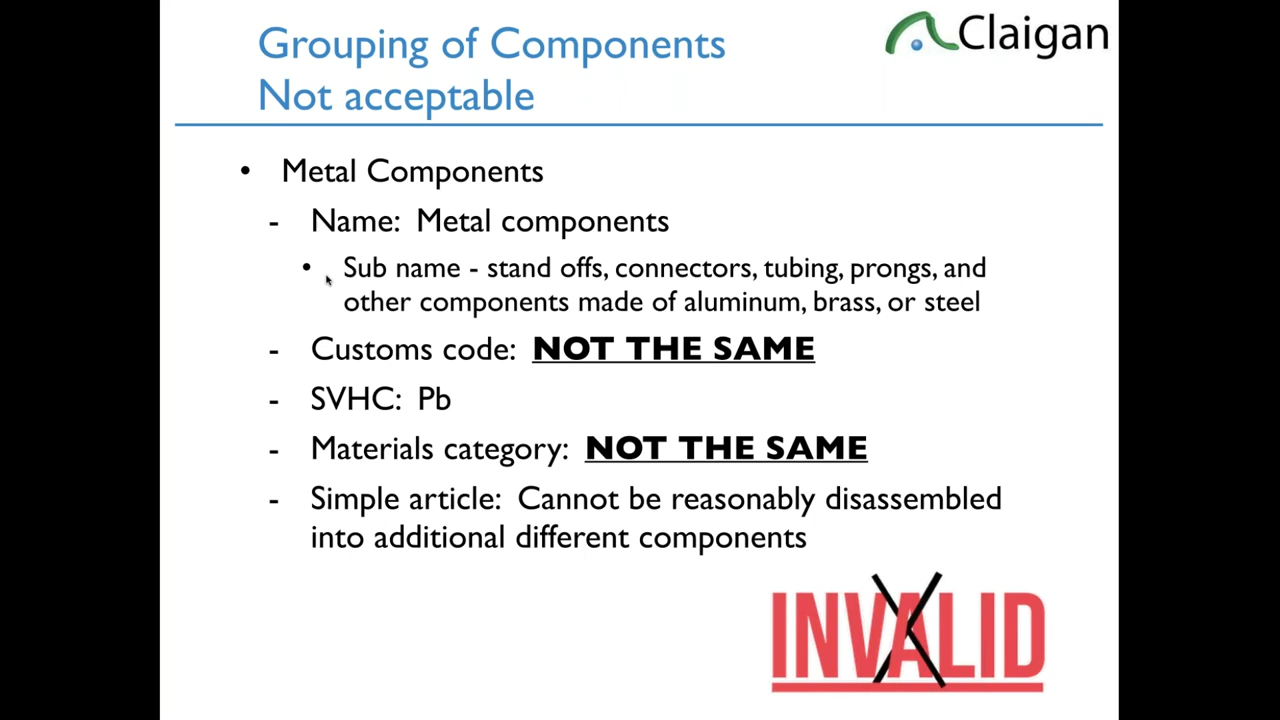 Grouping of Components
Not acceptable
Claigan
• Metal Components
- Name: Metal components
• Sub name - stand offs, connectors, tubing, prongs, and
other components made of aluminum, brass, or steel
- Customs code: NOT THE SAME
- SVHC: Pb
- Materials category: NOT THE SAME
- Simple article: Cannot be reasonably disassembled
into additional different components
INVALID